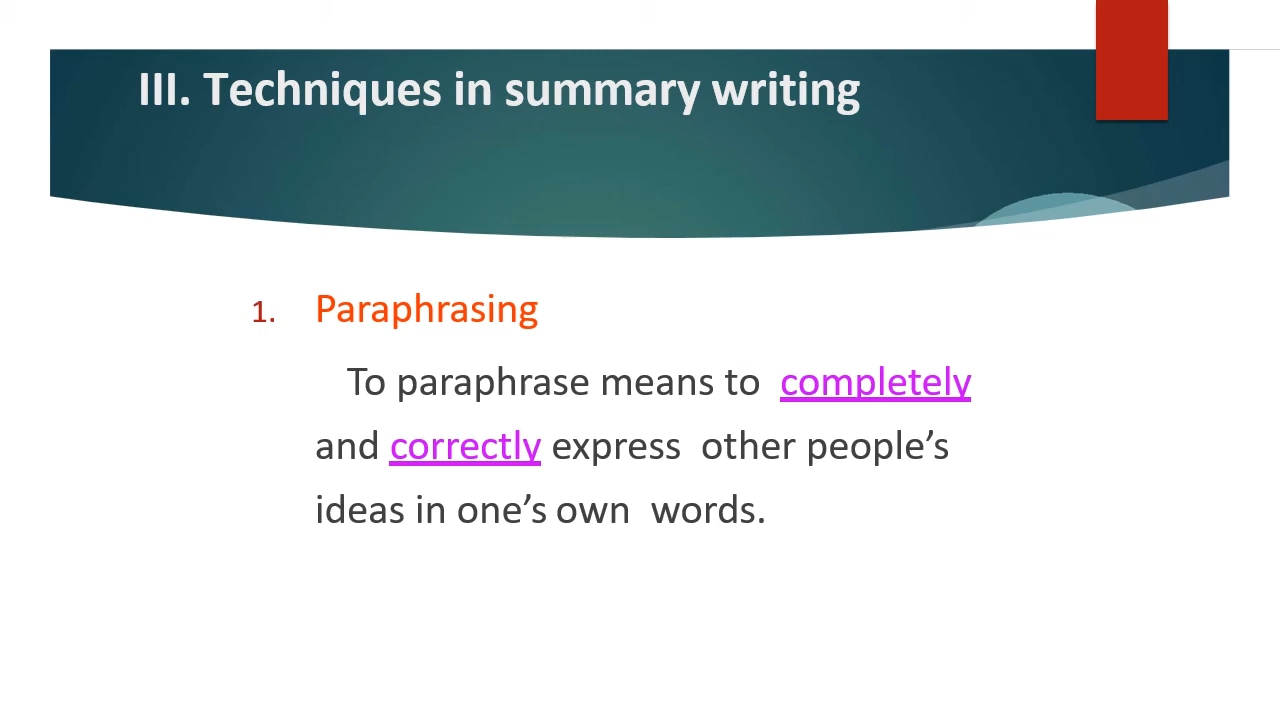 III. Techniques in summary writing
1. Paraphrasing
To paraphrase means to completely
and correctly express other people’s
ideas in one’s own words.